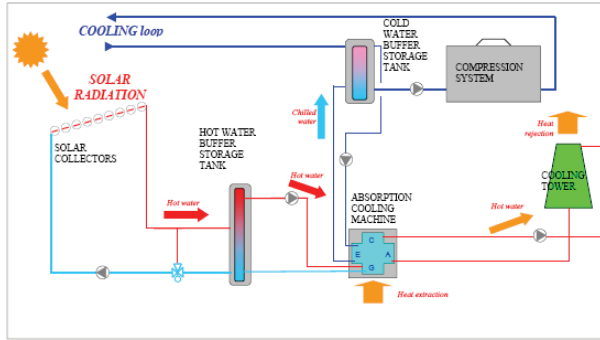 COOLING loop
COLD
WATER
BUFFER
STORAGE
TANK
COMPRESSION
SYSTEM
SOLAR
RADIATION
Chilled
water
Heat
rejection
SOLAR
COLLECTORS
HOT WATER
BUFFER
STORAGE
TANK
Hot water
Hot water
ABSORPTION
COOLING
MACHINE
COOLING
TOWER
Hot water
C
E
A
G
Heat extraction